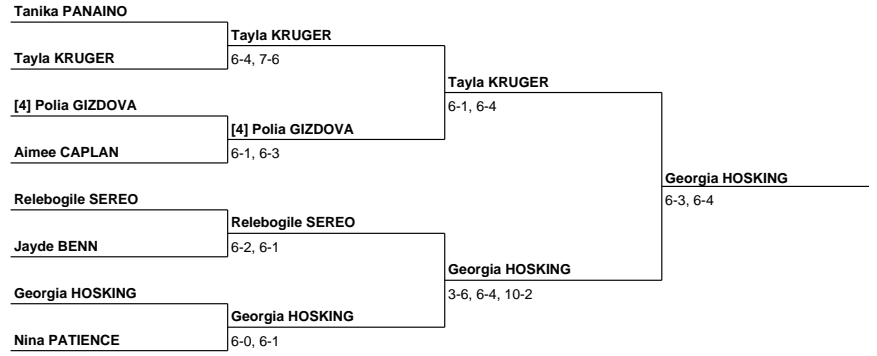 Tanika PANAINO
Tayla KRUGER
6-4, 7-6
Tayla KRUGER
Tayla KRUGER
6-1, 6-4
[4] Polia GIZDOVA
[4] Polia GIZDOVA
6-1, 6-3
Aimee CAPLAN
Georgia HOSKING
6-3, 6-4
Relebogile SEREO
Relebogile SEREO
6-2, 6-1
Jayde BENN
Georgia HOSKING
3-6, 6-4, 10-2
Georgia HOSKING
Georgia HOSKING
6-0, 6-1
Nina PATIENCE